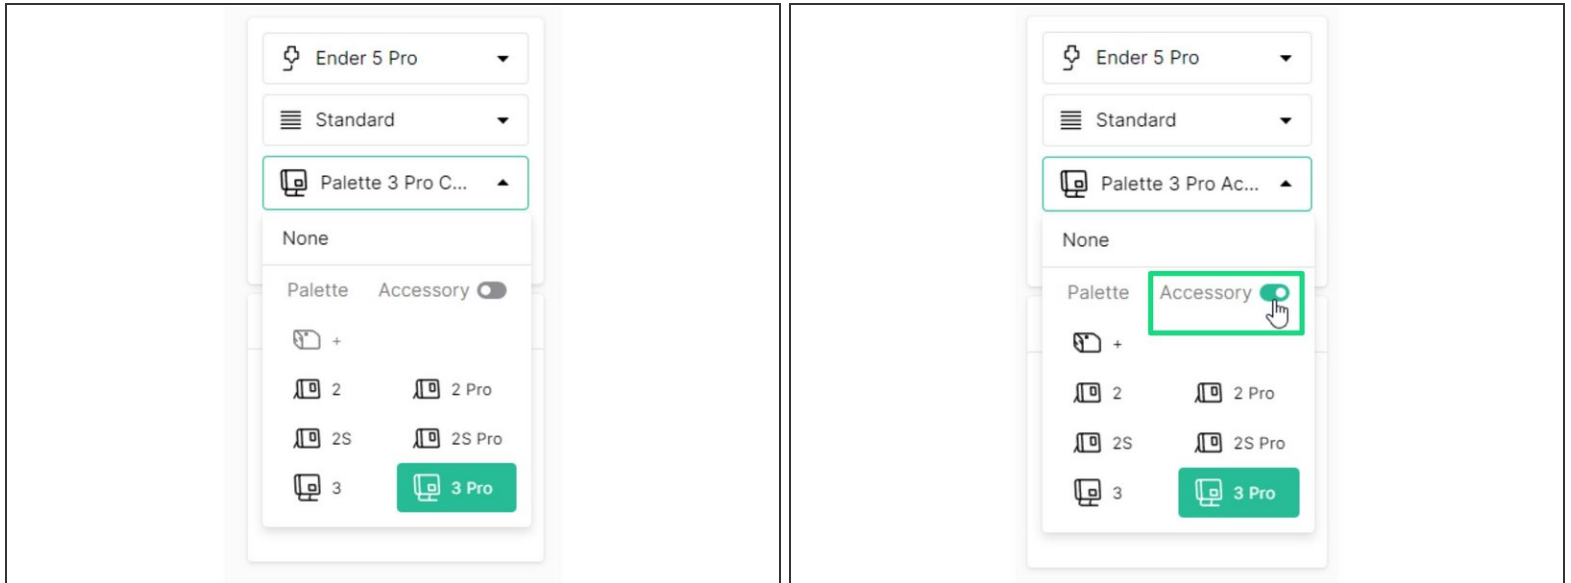 Ender 5 Pro
Standard
Palette 3 Pro C...
None
Palette Accessory
+
2 2 Pro
2S 2S Pro
3 3 Pro
Ender 5 Pro
Standard
Palette 3 Pro Ac...
None
Palette Accessory
+
2 2 Pro
2S 2S Pro
3 3 Pro